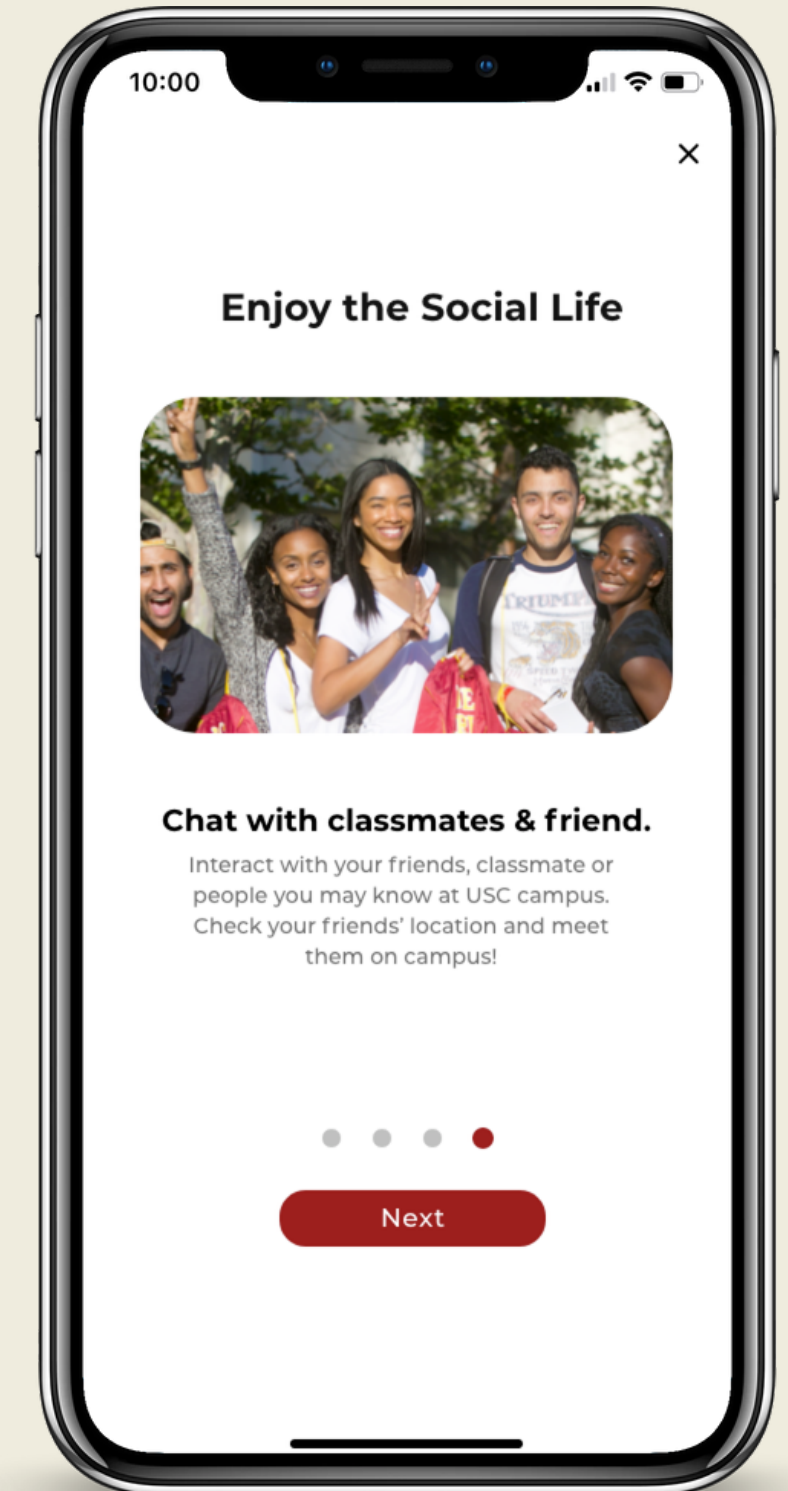 10:00
Enjoy the Social Life
TRIUMP
Chat with classmates & friend.
Interact with your friends, classmate or
people you may know at USC campus.
Check your friends’ location and meet
them on campus!
Next